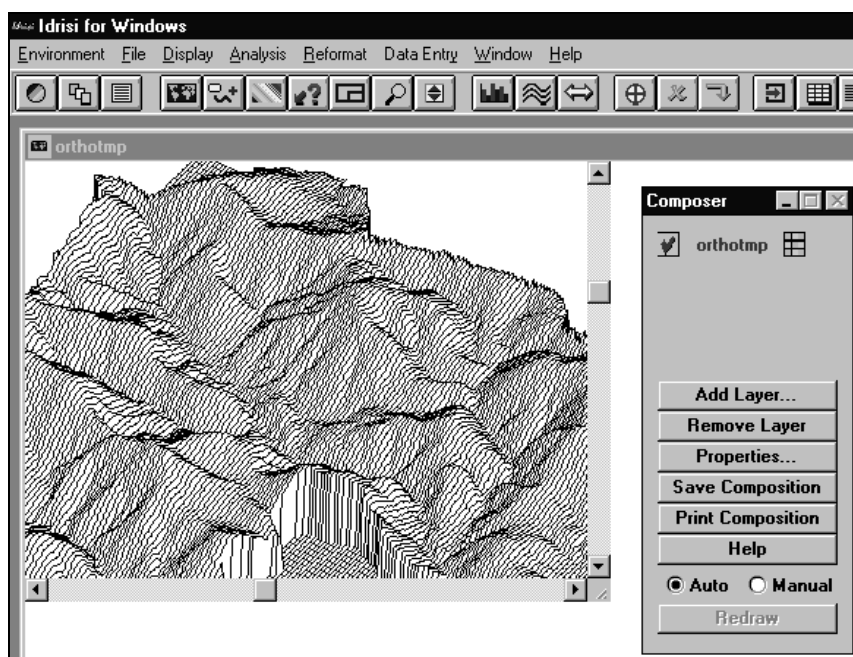 Idrisi for Windows
Environment File Display Analysis Reformat Data Entry Window Help
orthotmp
Composer
orthotmp
Add Layer...
Remove Layer
Properties...
Save Composition
Print Composition
Help
Auto Manual
Redraw